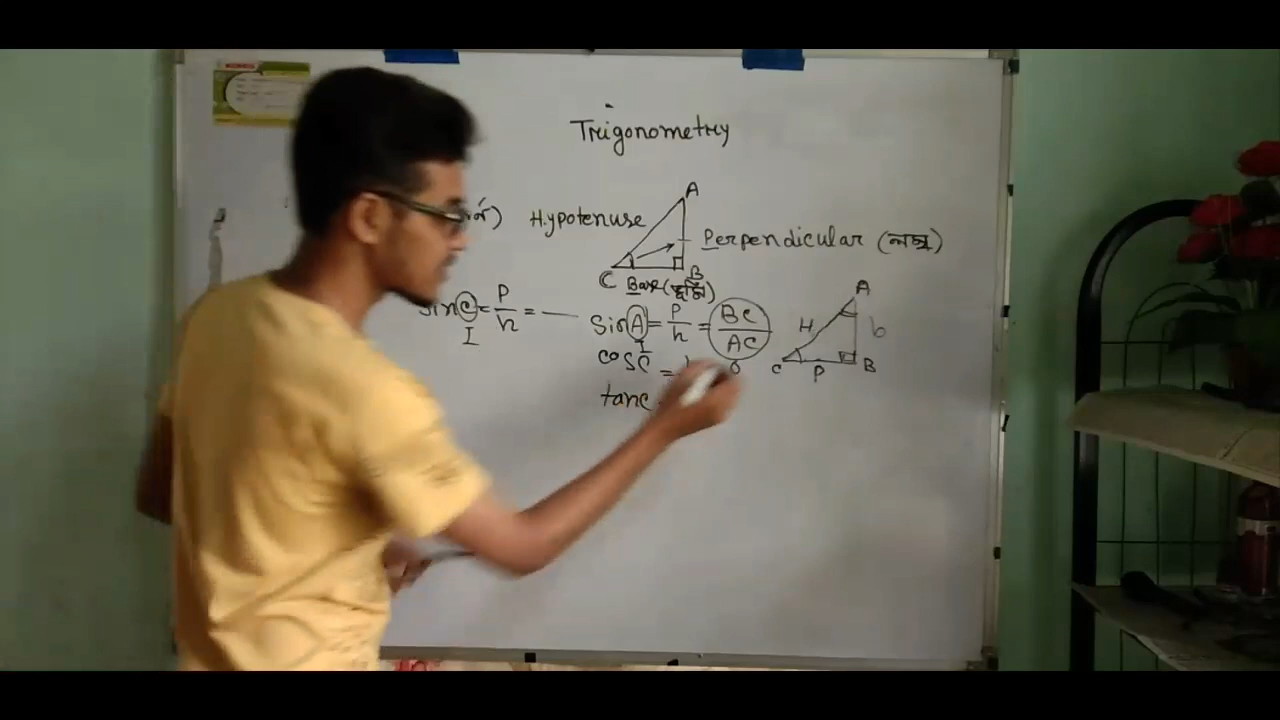 Trigonometry
A
Hypotenuse
Perpendicular (লম্ব)
C B
Base (ভূমি)
Sin C = P/h =
Sin A = P/h = BC/AC
cos C =
tan C
A
H b
C P B